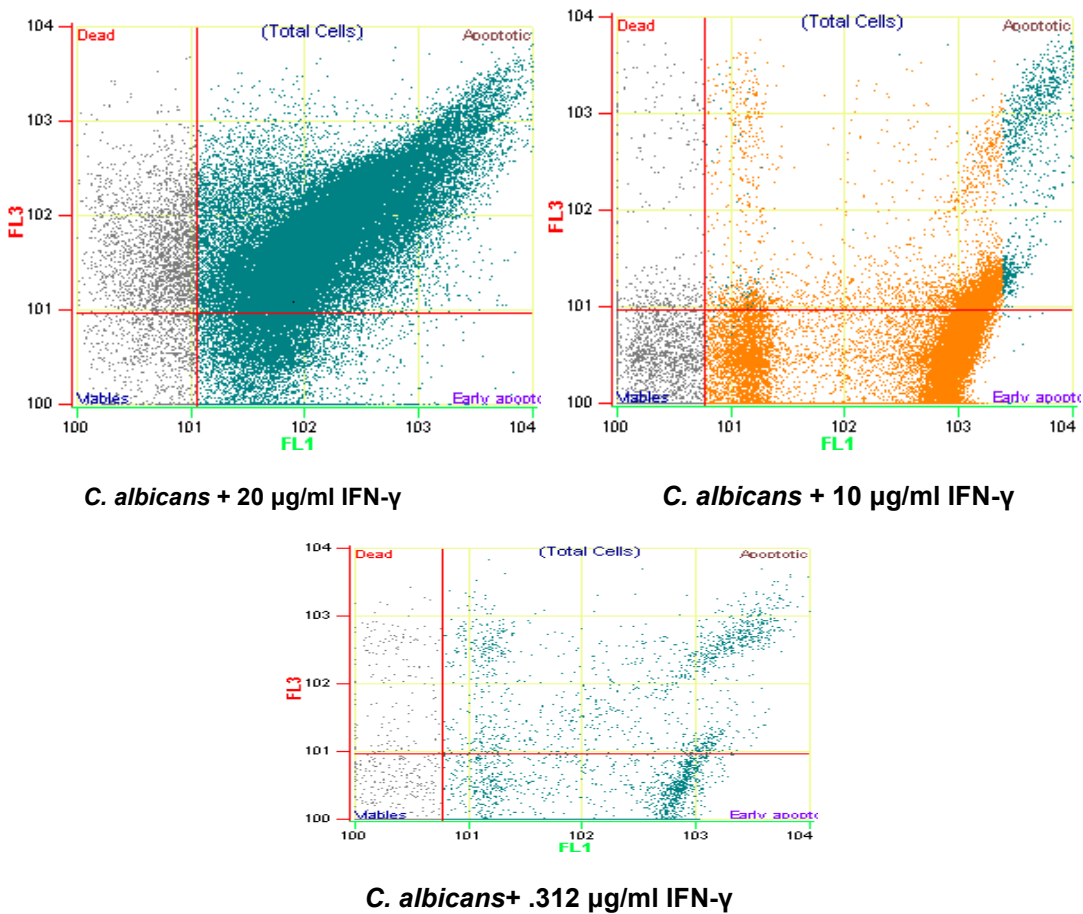 Dead (Total Cells) Apoptotic
104
103
102
101
100
FL3
Viables Early apopto
100 101 102 103 104
FL1
C. albicans + 20 µg/ml IFN-γ
Dead (Total Cells) Apoptotic
104
103
102
101
100
FL3
Viables Early apopto
100 101 102 103 104
FL1
C. albicans + 10 µg/ml IFN-γ
Dead (Total Cells) Apoptotic
104
103
102
101
100
FL3
Viables Early apopto
100 101 102 103 104
FL1
C. albicans+ .312 µg/ml IFN-γ